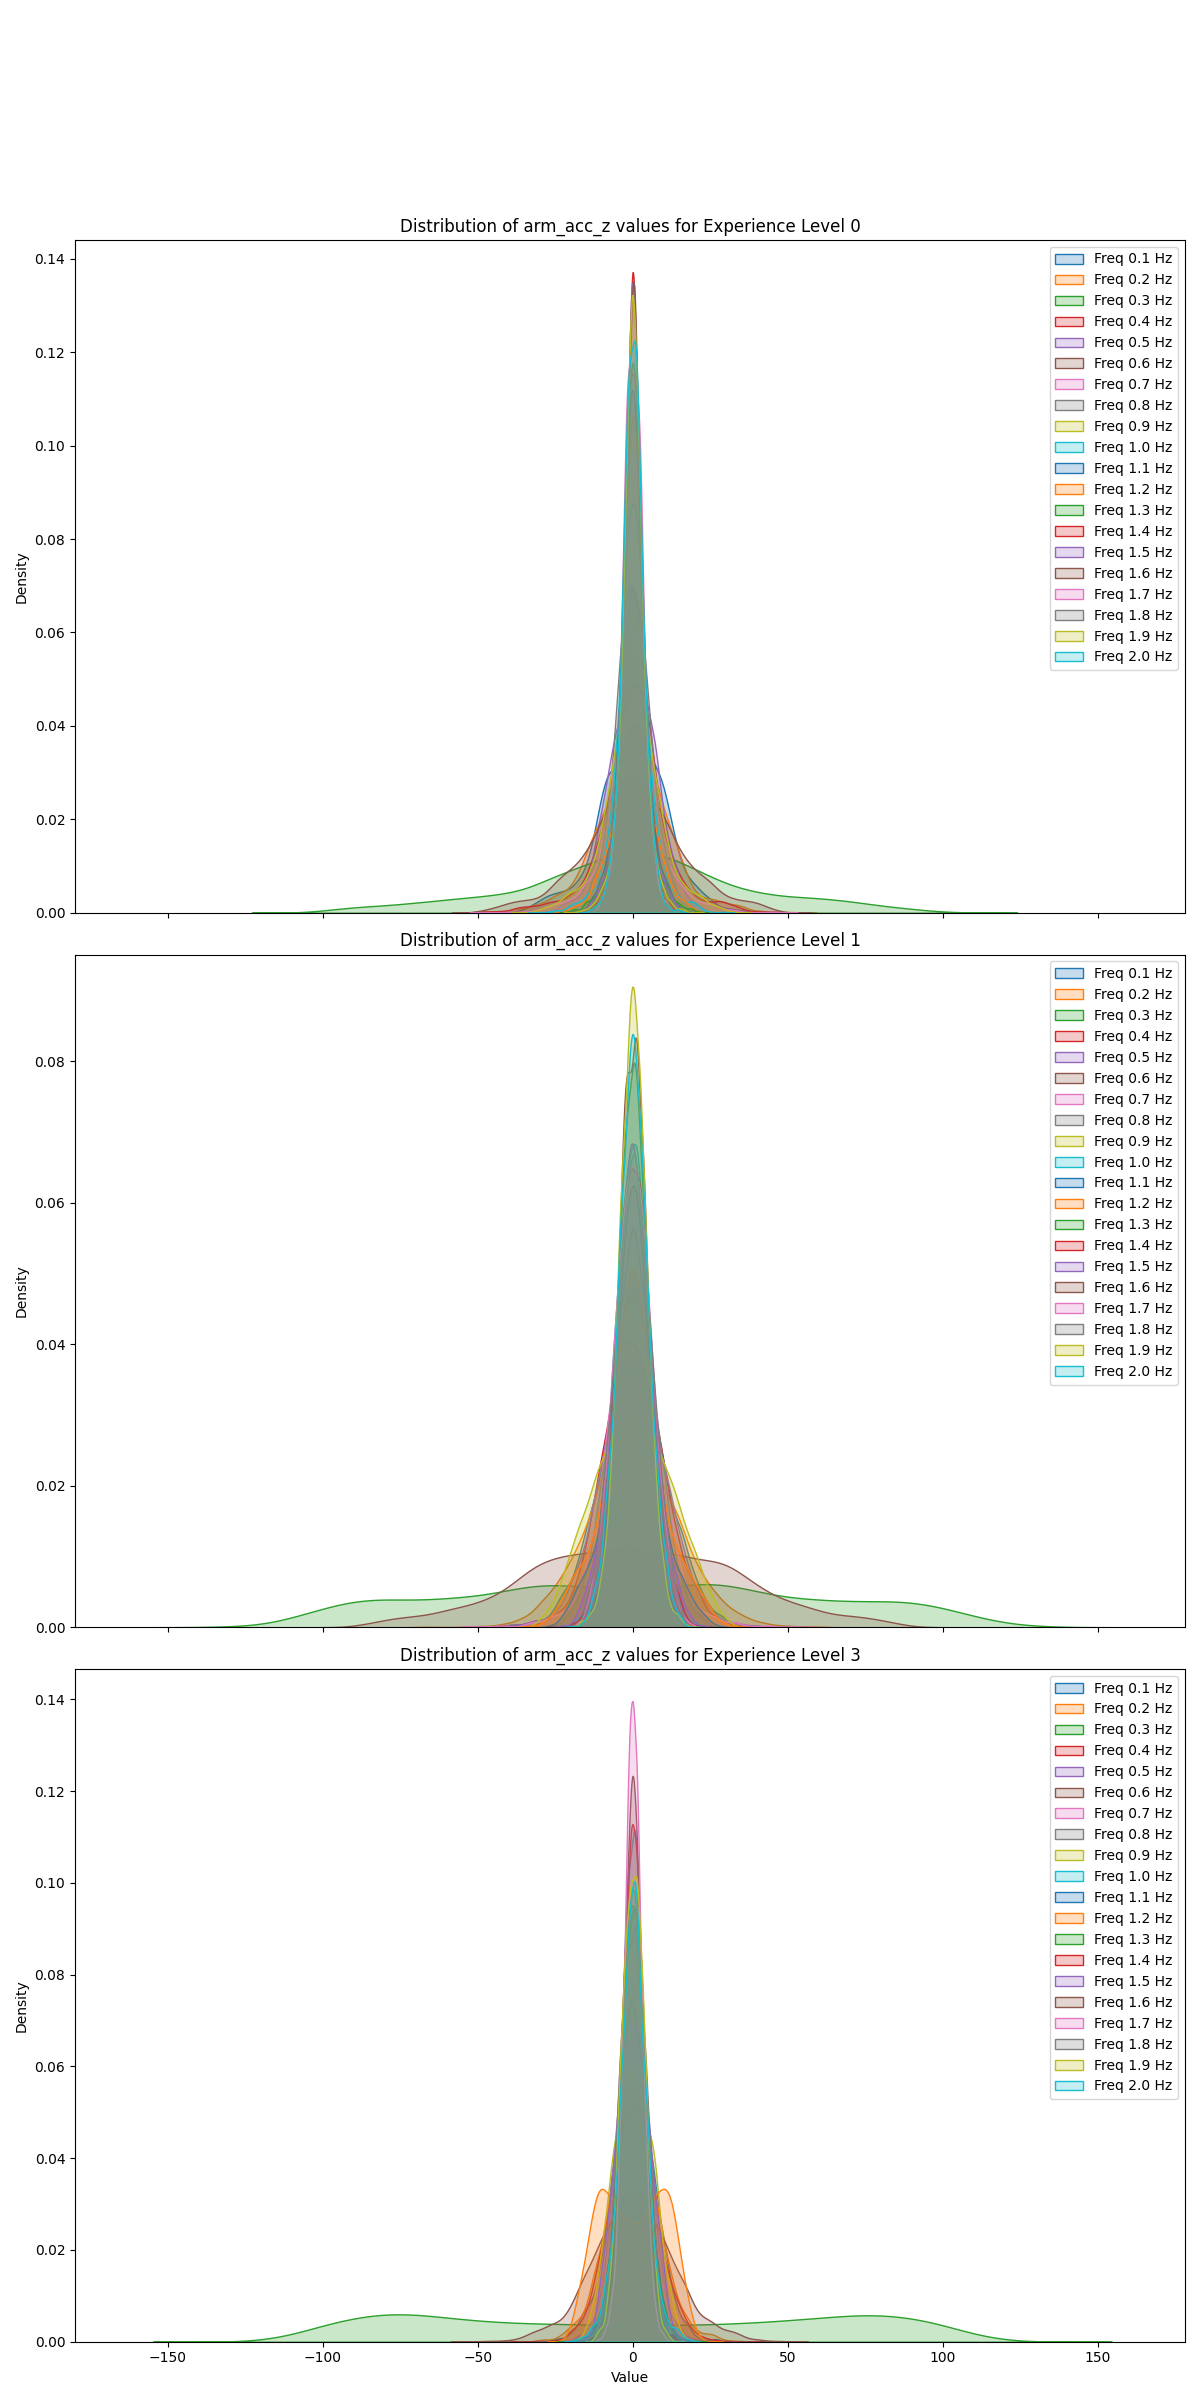 Distribution of arm_acc_z values for Experience Level 0
0.14
0.12
0.10
0.08
0.06
0.04
0.02
0.00
Density
Freq 0.1 Hz
Freq 0.2 Hz
Freq 0.3 Hz
Freq 0.4 Hz
Freq 0.5 Hz
Freq 0.6 Hz
Freq 0.7 Hz
Freq 0.8 Hz
Freq 0.9 Hz
Freq 1.0 Hz
Freq 1.1 Hz
Freq 1.2 Hz
Freq 1.3 Hz
Freq 1.4 Hz
Freq 1.5 Hz
Freq 1.6 Hz
Freq 1.7 Hz
Freq 1.8 Hz
Freq 1.9 Hz
Freq 2.0 Hz
Distribution of arm_acc_z values for Experience Level 1
0.08
0.06
0.04
0.02
0.00
Density
Freq 0.1 Hz
Freq 0.2 Hz
Freq 0.3 Hz
Freq 0.4 Hz
Freq 0.5 Hz
Freq 0.6 Hz
Freq 0.7 Hz
Freq 0.8 Hz
Freq 0.9 Hz
Freq 1.0 Hz
Freq 1.1 Hz
Freq 1.2 Hz
Freq 1.3 Hz
Freq 1.4 Hz
Freq 1.5 Hz
Freq 1.6 Hz
Freq 1.7 Hz
Freq 1.8 Hz
Freq 1.9 Hz
Freq 2.0 Hz
Distribution of arm_acc_z values for Experience Level 3
0.14
0.12
0.10
0.08
0.06
0.04
0.02
0.00
Density
Freq 0.1 Hz
Freq 0.2 Hz
Freq 0.3 Hz
Freq 0.4 Hz
Freq 0.5 Hz
Freq 0.6 Hz
Freq 0.7 Hz
Freq 0.8 Hz
Freq 0.9 Hz
Freq 1.0 Hz
Freq 1.1 Hz
Freq 1.2 Hz
Freq 1.3 Hz
Freq 1.4 Hz
Freq 1.5 Hz
Freq 1.6 Hz
Freq 1.7 Hz
Freq 1.8 Hz
Freq 1.9 Hz
Freq 2.0 Hz
−150 −100 −50 0 50 100 150
Value